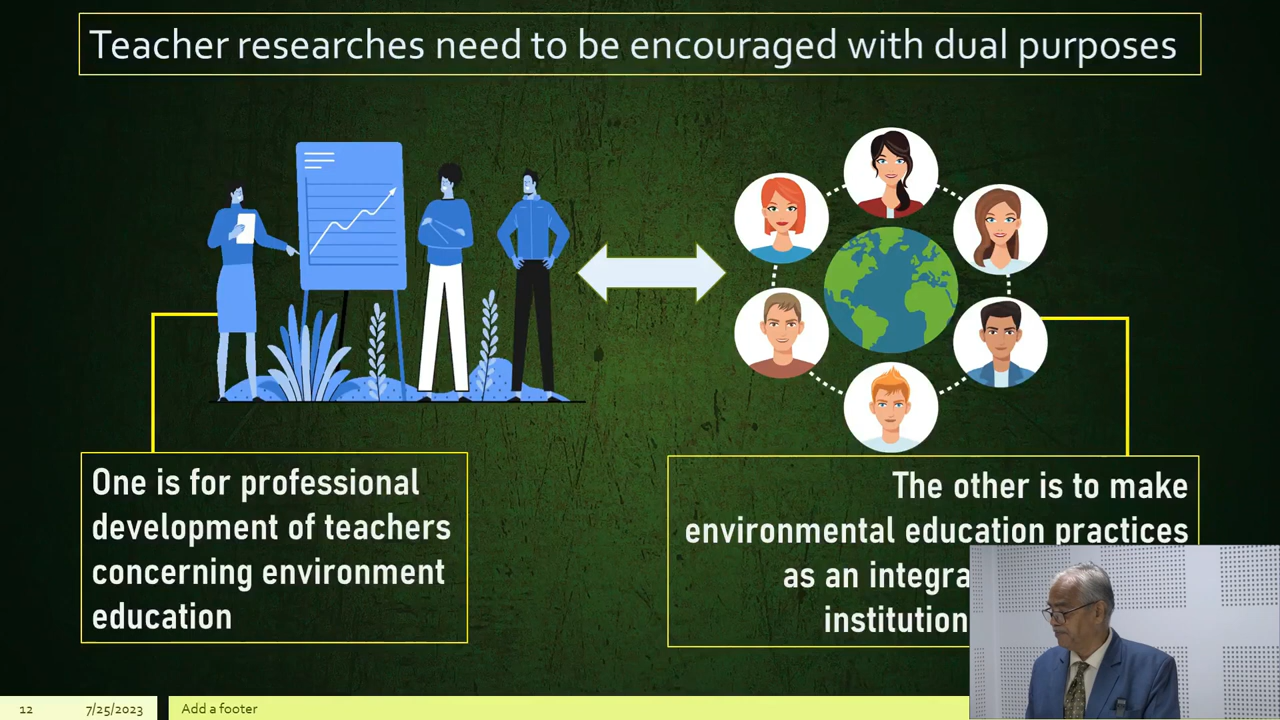 Teacher researches need to be encouraged with dual purposes
One is for professional
development of teachers
concerning environment
education
The other is to make
environmental education practices
as an
institution
12 7/25/2023 Add a footer